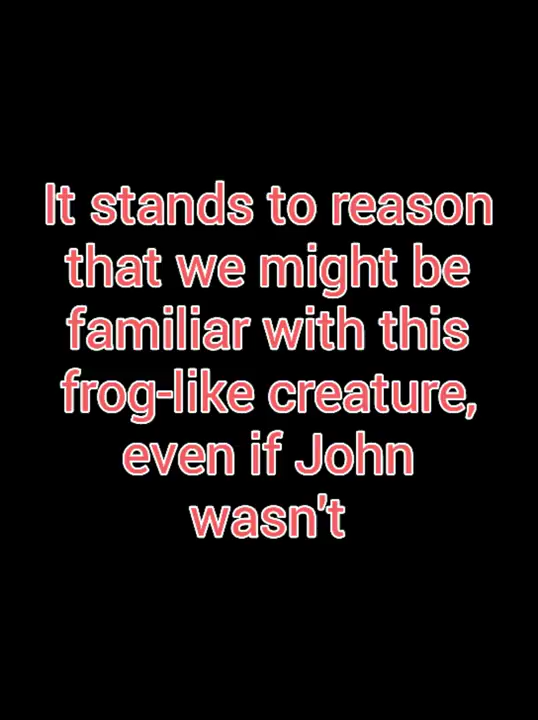 It stands to reason
that we might be
familiar with this
frog-like creature,
even if John
wasn't